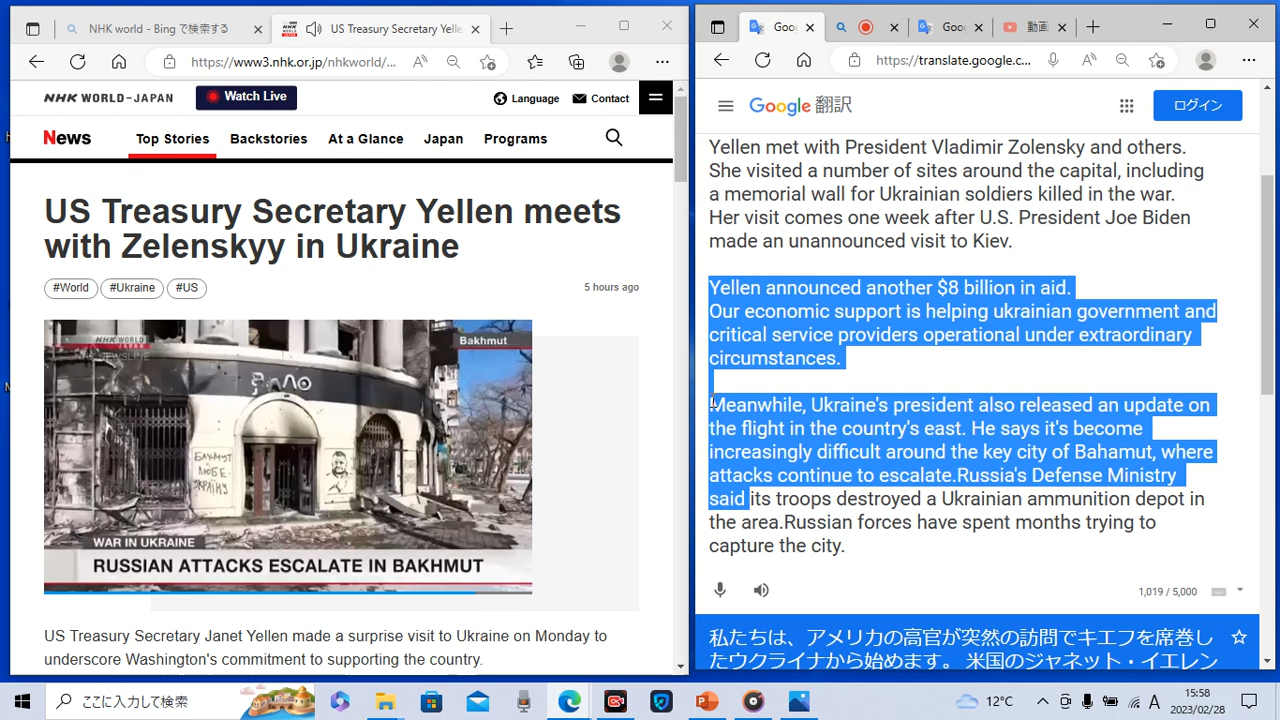 NHK world - Bing で検索する
US Treasury Secretary Yelle
https://www3.nhk.or.jp/nhkworld/...
NHK WORLD-JAPAN
Watch Live
Language
Contact
News
Top Stories
Backstories
At a Glance
Japan
Programs
US Treasury Secretary Yellen meets
with Zelenskyy in Ukraine
#World
#Ukraine
#US
5 hours ago
NHK WORLD
NHK NEWSLINE
Bakhmut
БАХМУТ
ЛЮБЕ
УКРАЇНУ
WAR IN UKRAINE
RUSSIAN ATTACKS ESCALATE IN BAKHMUT
US Treasury Secretary Janet Yellen made a surprise visit to Ukraine on Monday to
underscore Washington's commitment to supporting the country.
Goo
Goo
動画
https://translate.google.c...
Google 翻訳
ログイン
Yellen met with President Vladimir Zolensky and others.
She visited a number of sites around the capital, including
a memorial wall for Ukrainian soldiers killed in the war.
Her visit comes one week after U.S. President Joe Biden
made an unannounced visit to Kiev.
Yellen announced another $8 billion in aid.
Our economic support is helping ukrainian government and
critical service providers operational under extraordinary
circumstances.
Meanwhile, Ukraine's president also released an update on
the flight in the country's east. He says it's become
increasingly difficult around the key city of Bahamut, where
attacks continue to escalate.Russia's Defense Ministry
said its troops destroyed a Ukrainian ammunition depot in
the area.Russian forces have spent months trying to
capture the city.
1,019 / 5,000
私たちは、アメリカの高官が突然の訪問でキエフを席巻し
たウクライナから始めます。 米国のジャネット・イエレン
ここに入力して検索
12°C
A
15:58
2023/02/28